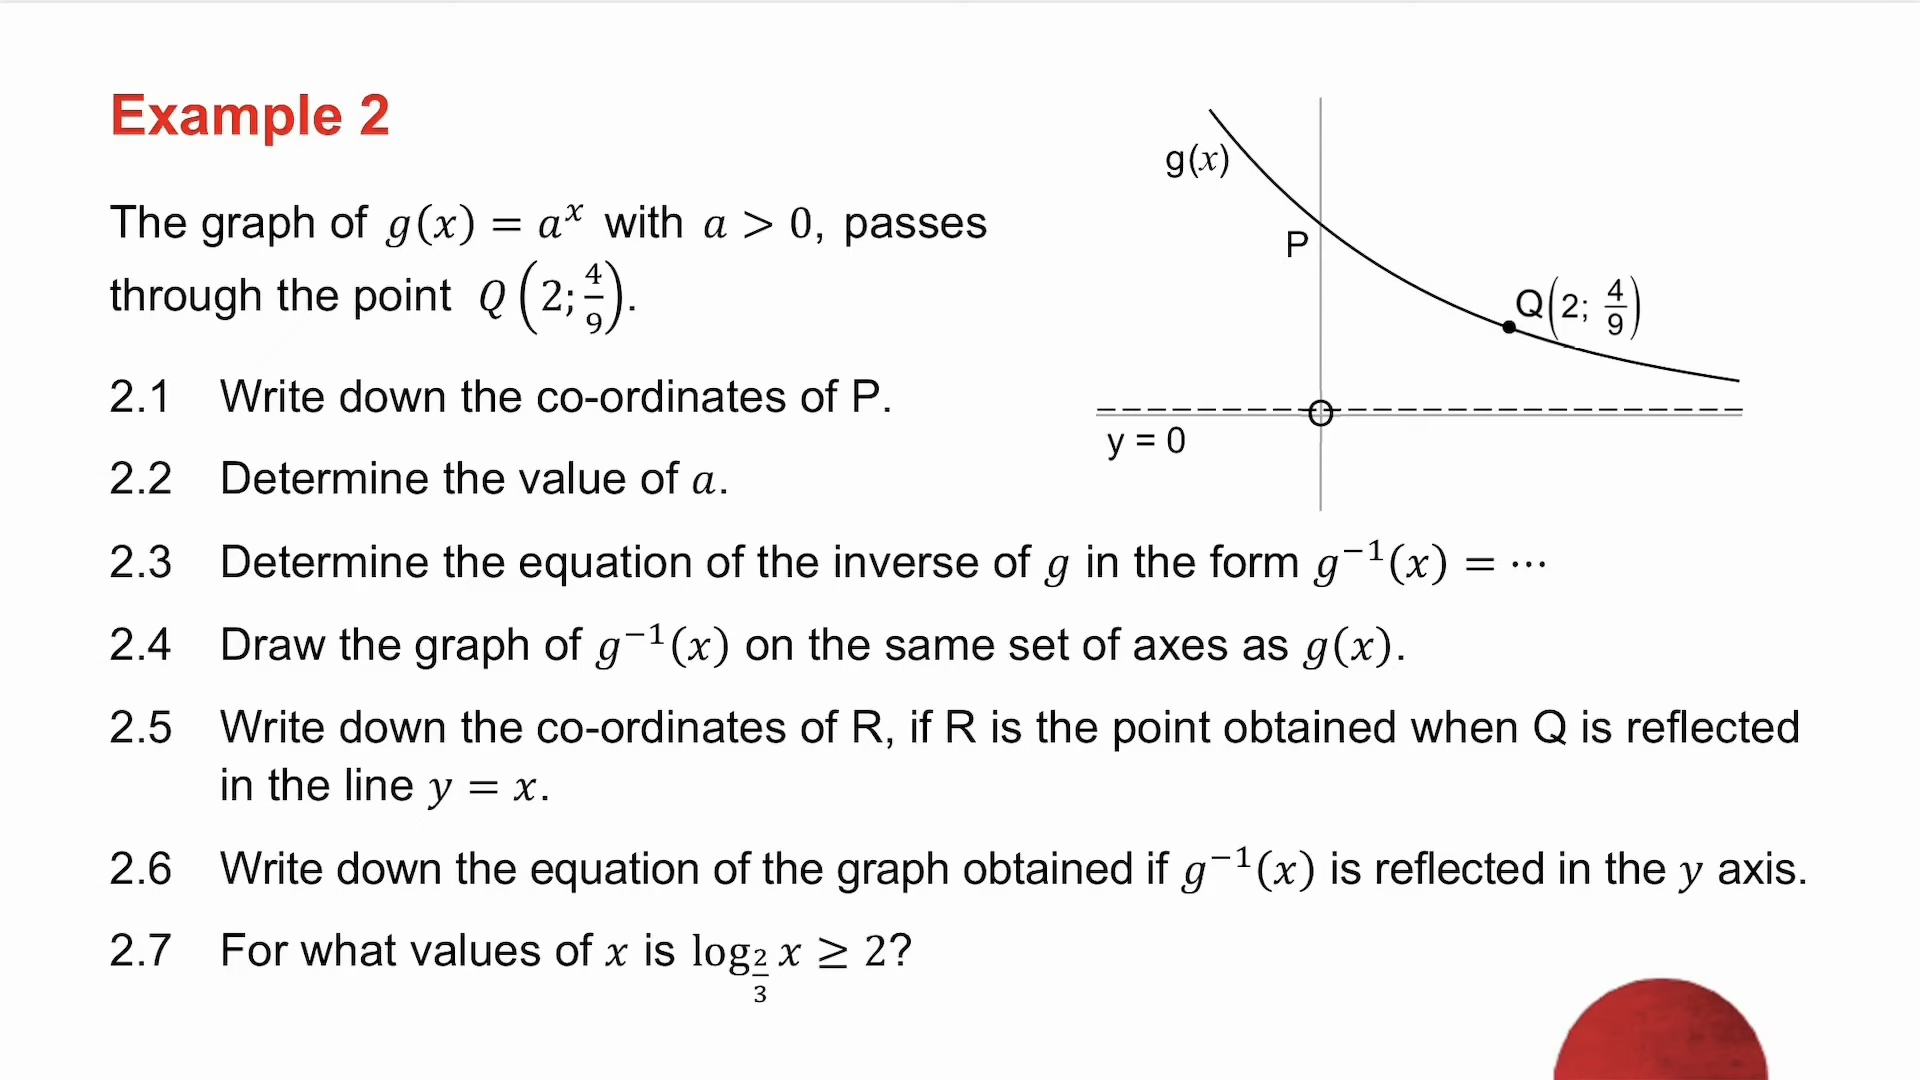 Example 2
The graph of g(x) = aˣ with a > 0, passes
through the point Q(2; 4/9).
g(x)
P
Q(2; 4/9)
O
y = 0
2.1 Write down the co-ordinates of P.
2.2 Determine the value of a.
2.3 Determine the equation of the inverse of g in the form g⁻¹(x) = ⋯
2.4 Draw the graph of g⁻¹(x) on the same set of axes as g(x).
2.5 Write down the co-ordinates of R, if R is the point obtained when Q is reflected
in the line y = x.
2.6 Write down the equation of the graph obtained if g⁻¹(x) is reflected in the y axis.
2.7 For what values of x is log_(2/3) x ≥ 2?